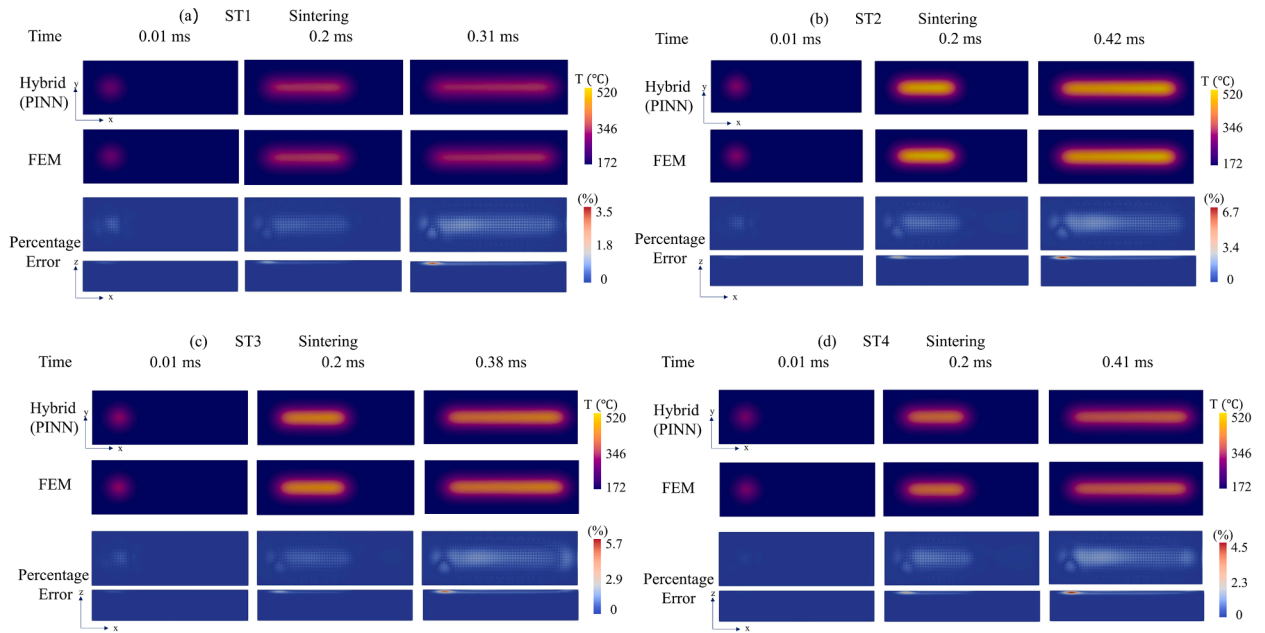 (a) ST1 Sintering
Time 0.01 ms 0.2 ms 0.31 ms
Hybrid
(PINN)
y
x
T (℃)
520
346
172
FEM
(%)
3.5
1.8
0
Percentage
Error
z
x
(b) ST2 Sintering
Time 0.01 ms 0.2 ms 0.42 ms
Hybrid
(PINN)
y
x
T (℃)
520
346
172
FEM
(%)
6.7
3.4
0
Percentage
Error
z
x
(c) ST3 Sintering
Time 0.01 ms 0.2 ms 0.38 ms
Hybrid
(PINN)
y
x
T (℃)
520
346
172
FEM
(%)
5.7
2.9
0
Percentage
Error
z
x
(d) ST4 Sintering
Time 0.01 ms 0.2 ms 0.41 ms
Hybrid
(PINN)
y
x
T (℃)
520
346
172
FEM
(%)
4.5
2.3
0
Percentage
Error
z
x